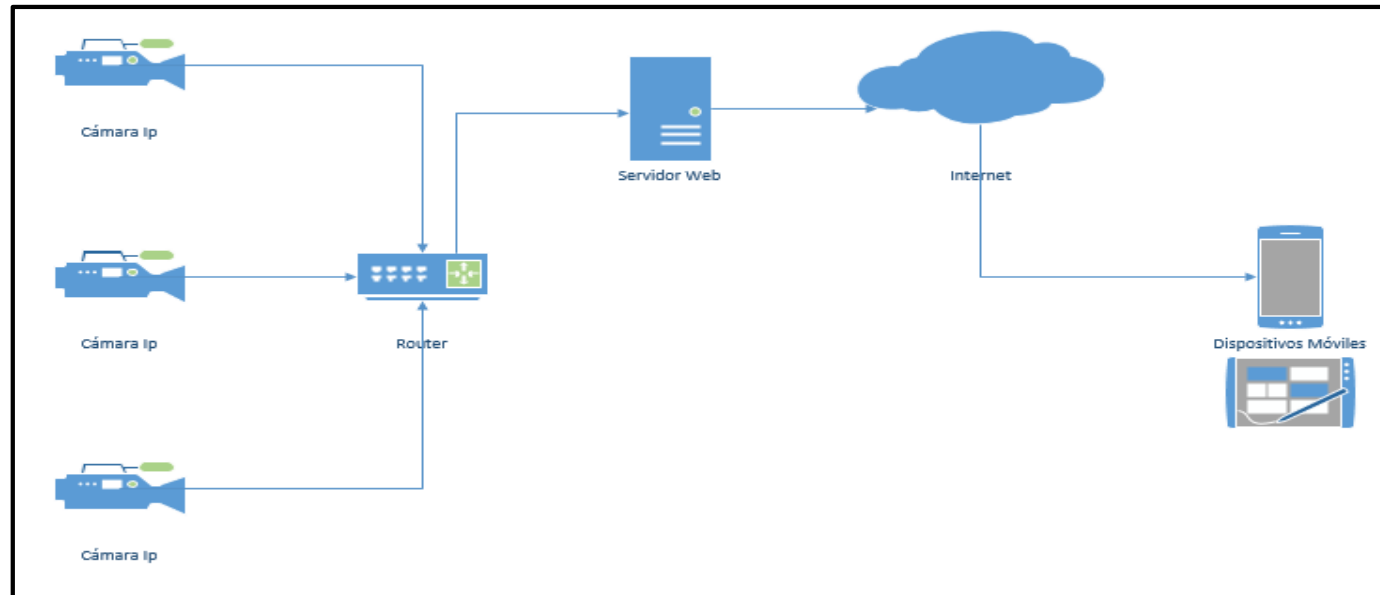 Cámara Ip
Servidor Web
Internet
Cámara Ip
Router
Dispositivos Móviles
Cámara Ip